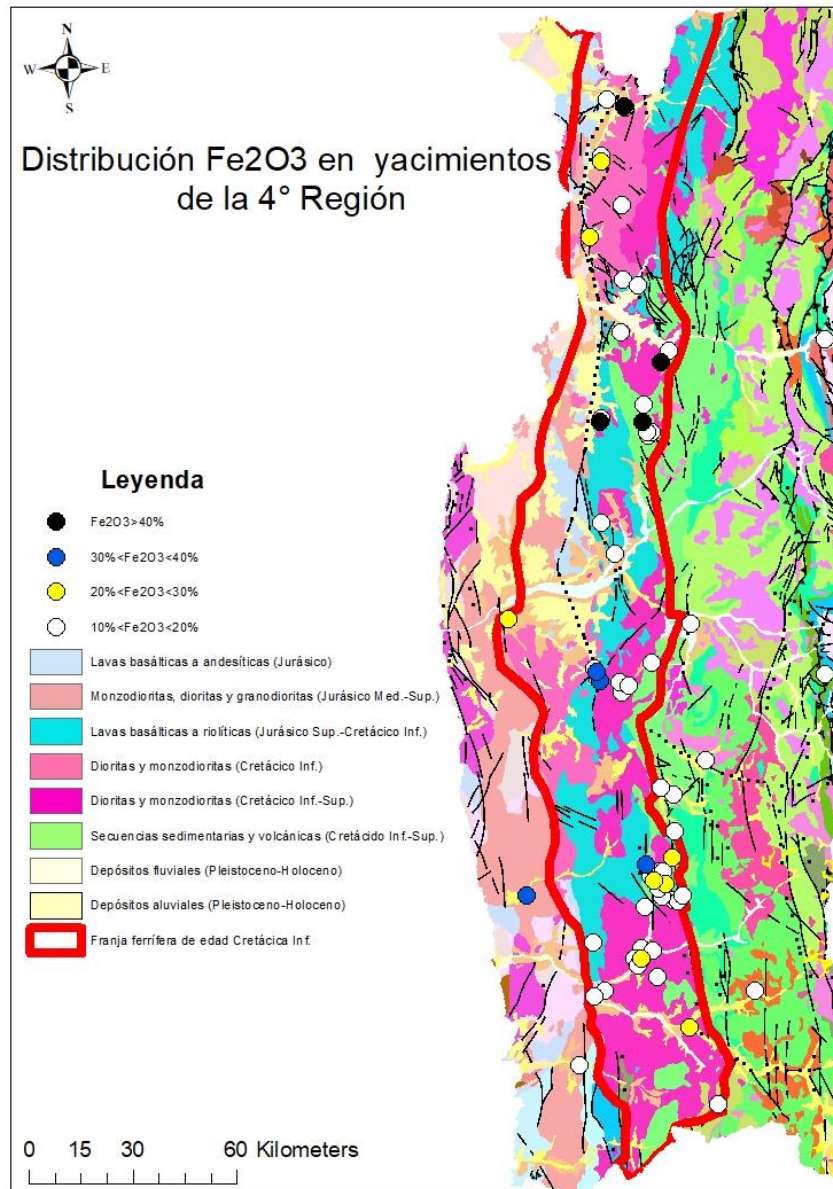 N
W E
S
Distribución Fe2O3 en yacimientos
de la 4° Región
Leyenda
Fe2O3>40%
30%<Fe2O3<40%
20%<Fe2O3<30%
10%<Fe2O3<20%
Lavas basálticas a andesíticas (Jurásico)
Monzodioritas, dioritas y granodioritas (Jurásico Med.-Sup.)
Lavas basálticas a riolíticas (Jurásico Sup.-Cretácico Inf.)
Dioritas y monzodioritas (Cretácico Inf.)
Dioritas y monzodioritas (Cretácico Inf.-Sup.)
Secuencias sedimentarias y volcánicas (Cretácido Inf.-Sup.)
Depósitos fluviales (Pleistoceno-Holoceno)
Depósitos aluviales (Pleistoceno-Holoceno)
Franja ferrífera de edad Cretácica Inf.
0 15 30 60 Kilometers